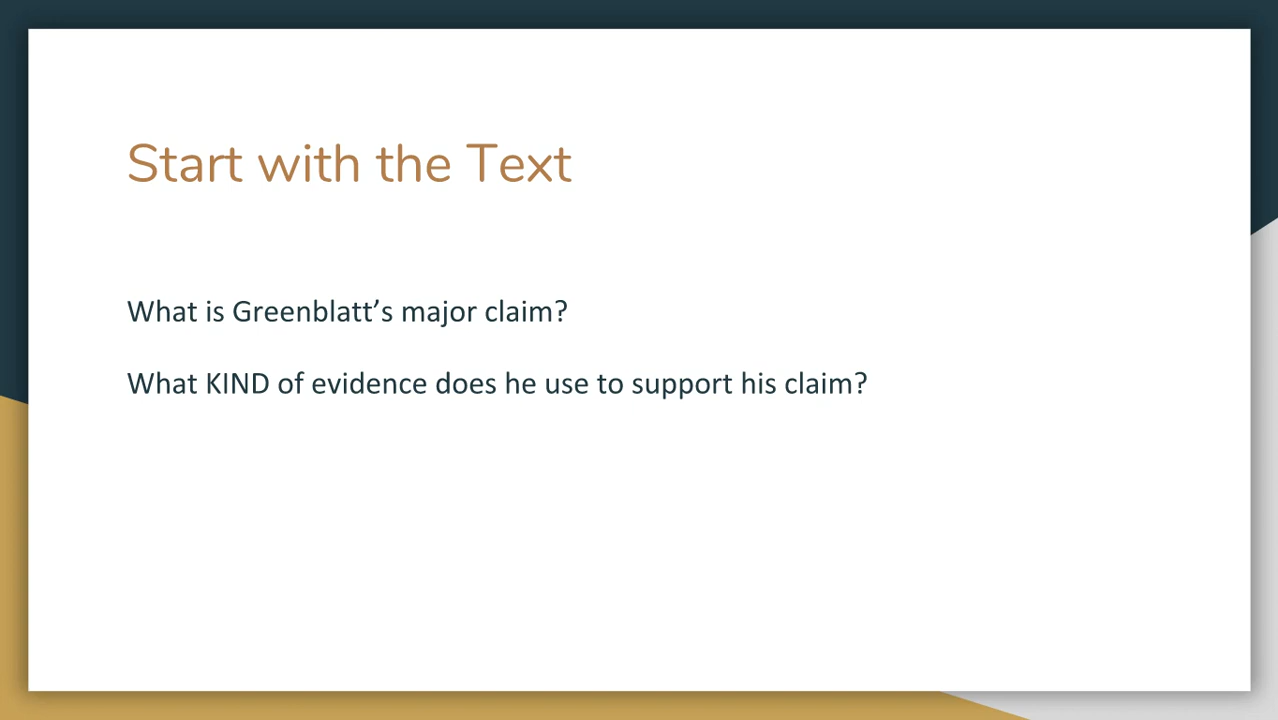 Start with the Text
What is Greenblatt’s major claim?
What KIND of evidence does he use to support his claim?